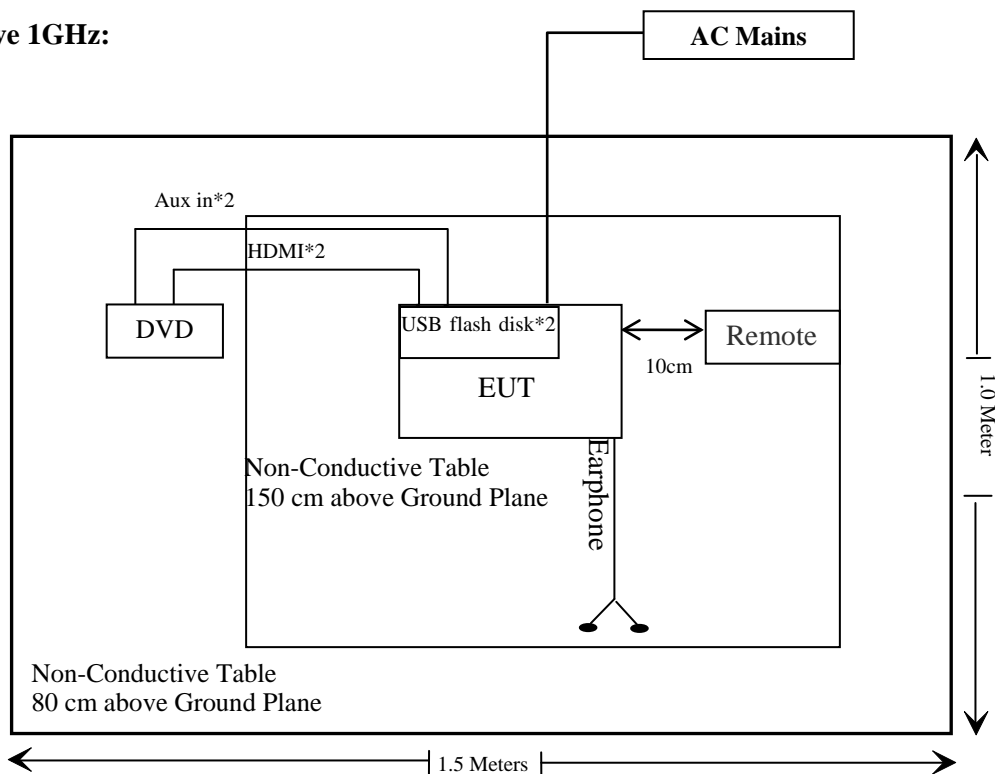 ve 1GHz:
AC Mains
Aux in*2
HDMI*2
DVD
USB flash disk*2
EUT
10cm
Remote
Earphone
Non-Conductive Table
150 cm above Ground Plane
1.0 Meter
Non-Conductive Table
80 cm above Ground Plane
1.5 Meters